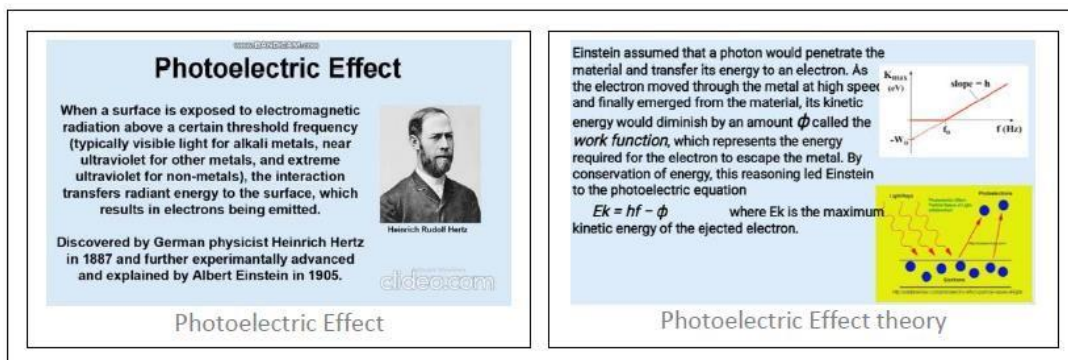 www.BANDICAM.com
Photoelectric Effect
When a surface is exposed to electromagnetic
radiation above a certain threshold frequency
(typically visible light for alkali metals, near
ultraviolet for other metals, and extreme
ultraviolet for non-metals), the interaction
transfers radiant energy to the surface, which
results in electrons being emitted.
Heinrich Rudolf Hertz
Discovered by German physicist Heinrich Hertz
in 1887 and further experimantally advanced
and explained by Albert Einstein in 1905.
clideo.com
Photoelectric Effect
Einstein assumed that a photon would penetrate the
material and transfer its energy to an electron. As
the electron moved through the metal at high speed
and finally emerged from the material, its kinetic
energy would diminish by an amount ϕ called the
work function, which represents the energy
required for the electron to escape the metal. By
conservation of energy, this reasoning led Einstein
to the photoelectric equation
Ek = hf − ϕ where Ek is the maximum
kinetic energy of the ejected electron.
Kmax
(eV)
slope = h
f₀
f (Hz)
-W₀
Light Rays
Photoelectrons
Electrons
Photoelectric Effect theory